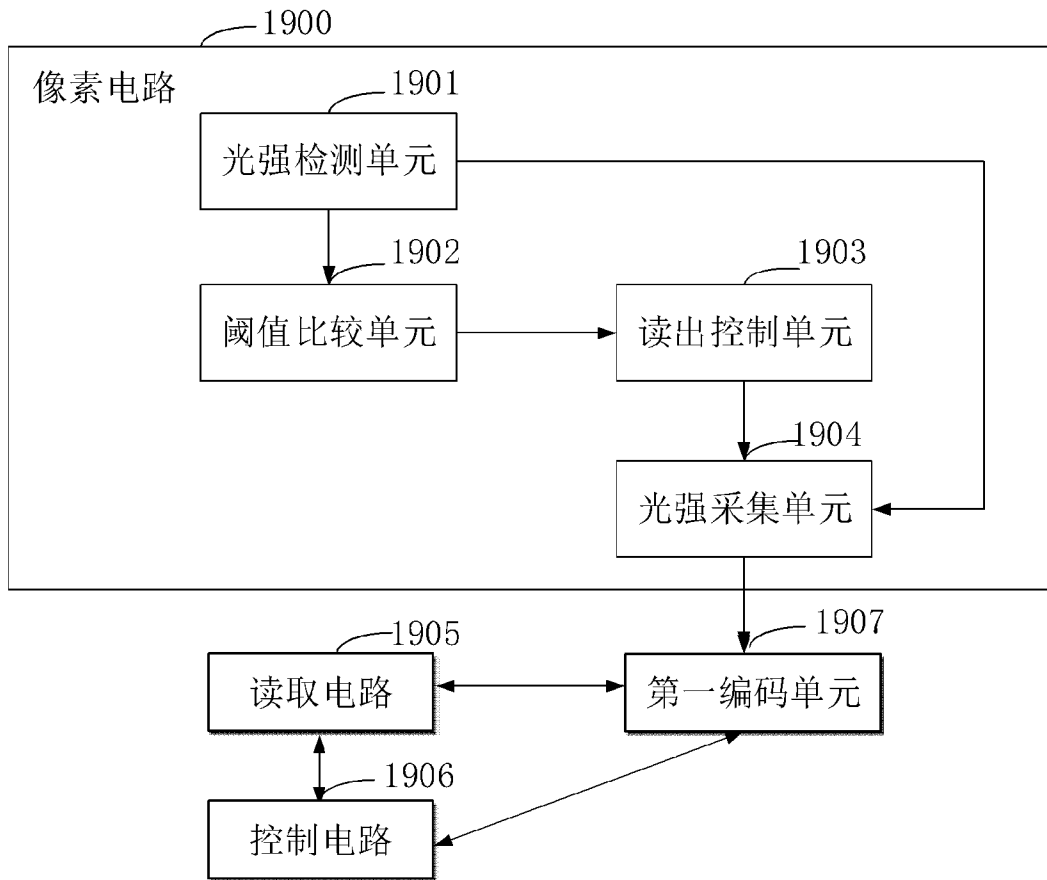 1900
像素电路
1901
光强检测单元
1902
阈值比较单元
1903
读出控制单元
1904
光强采集单元
1905
读取电路
1907
第一编码单元
1906
控制电路